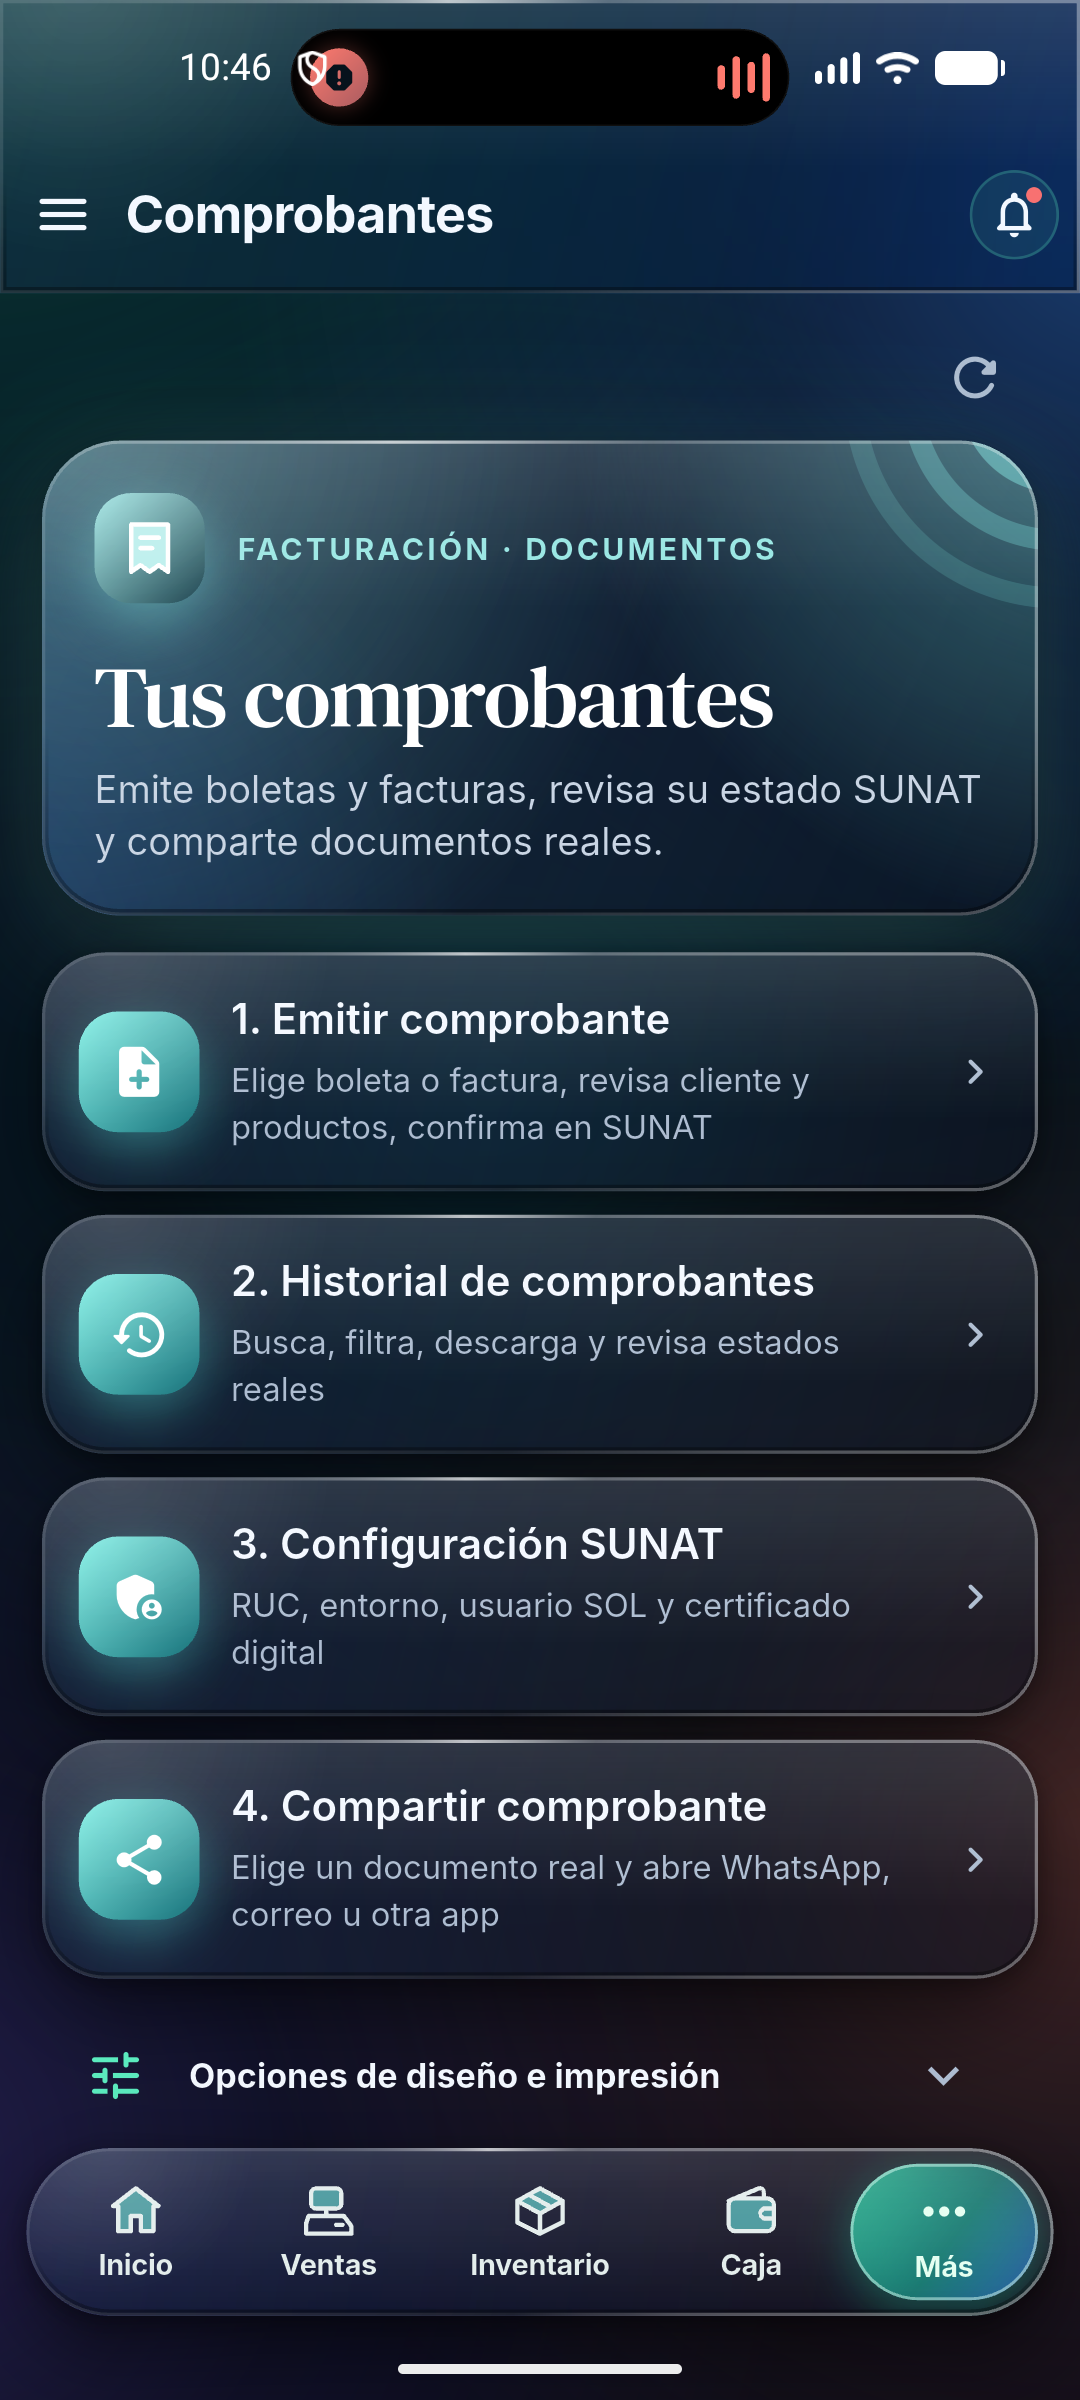 10:46
Comprobantes
FACTURACIÓN · DOCUMENTOS
Tus comprobantes
Emite boletas y facturas, revisa su estado SUNAT
y comparte documentos reales.
1. Emitir comprobante
Elige boleta o factura, revisa cliente y
productos, confirma en SUNAT
2. Historial de comprobantes
Busca, filtra, descarga y revisa estados
reales
3. Configuración SUNAT
RUC, entorno, usuario SOL y certificado
digital
4. Compartir comprobante
Elige un documento real y abre WhatsApp,
correo u otra app
Opciones de diseño e impresión
Inicio
Ventas
Inventario
Caja
Más